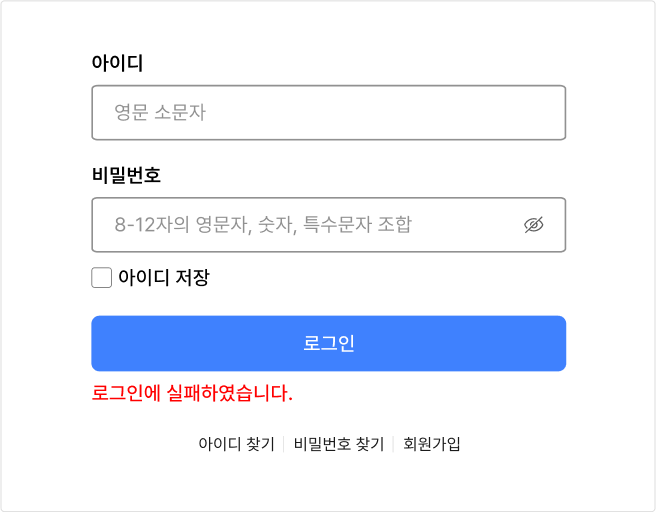 아이디
영문 소문자
비밀번호
8-12자의 영문자, 숫자, 특수문자 조합
아이디 저장
로그인
로그인에 실패하였습니다.
아이디 찾기 비밀번호 찾기 회원가입